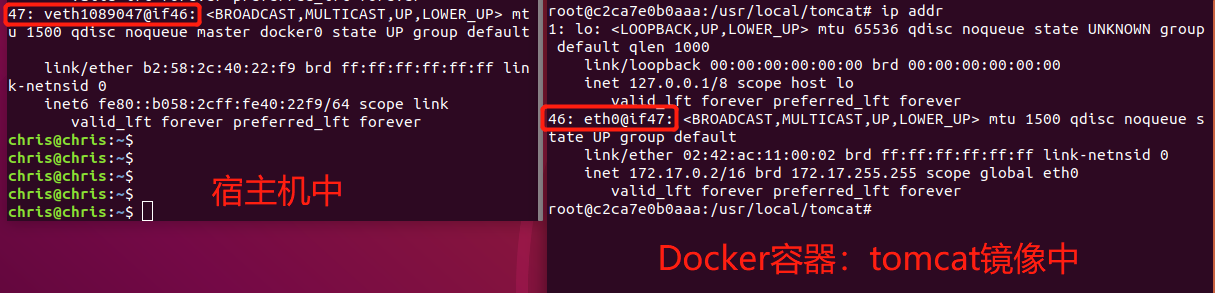 47: veth1089047@if46: <BROADCAST,MULTICAST,UP,LOWER_UP> mt
u 1500 qdisc noqueue master docker0 state UP group default
link/ether b2:58:2c:40:22:f9 brd ff:ff:ff:ff:ff:ff lin
k-netnsid 0
inet6 fe80::b058:2cff:fe40:22f9/64 scope link
valid_lft forever preferred_lft forever
chris@chris:~$
chris@chris:~$
chris@chris:~$
chris@chris:~$
chris@chris:~$
宿主机中
root@c2ca7e0b0aaa:/usr/local/tomcat# ip addr
1: lo: <LOOPBACK,UP,LOWER_UP> mtu 65536 qdisc noqueue state UNKNOWN group
default qlen 1000
link/loopback 00:00:00:00:00:00 brd 00:00:00:00:00:00
inet 127.0.0.1/8 scope host lo
valid_lft forever preferred_lft forever
46: eth0@if47: <BROADCAST,MULTICAST,UP,LOWER_UP> mtu 1500 qdisc noqueue s
tate UP group default
link/ether 02:42:ac:11:00:02 brd ff:ff:ff:ff:ff:ff link-netnsid 0
inet 172.17.0.2/16 brd 172.17.255.255 scope global eth0
valid_lft forever preferred_lft forever
root@c2ca7e0b0aaa:/usr/local/tomcat#
Docker容器：tomcat镜像中